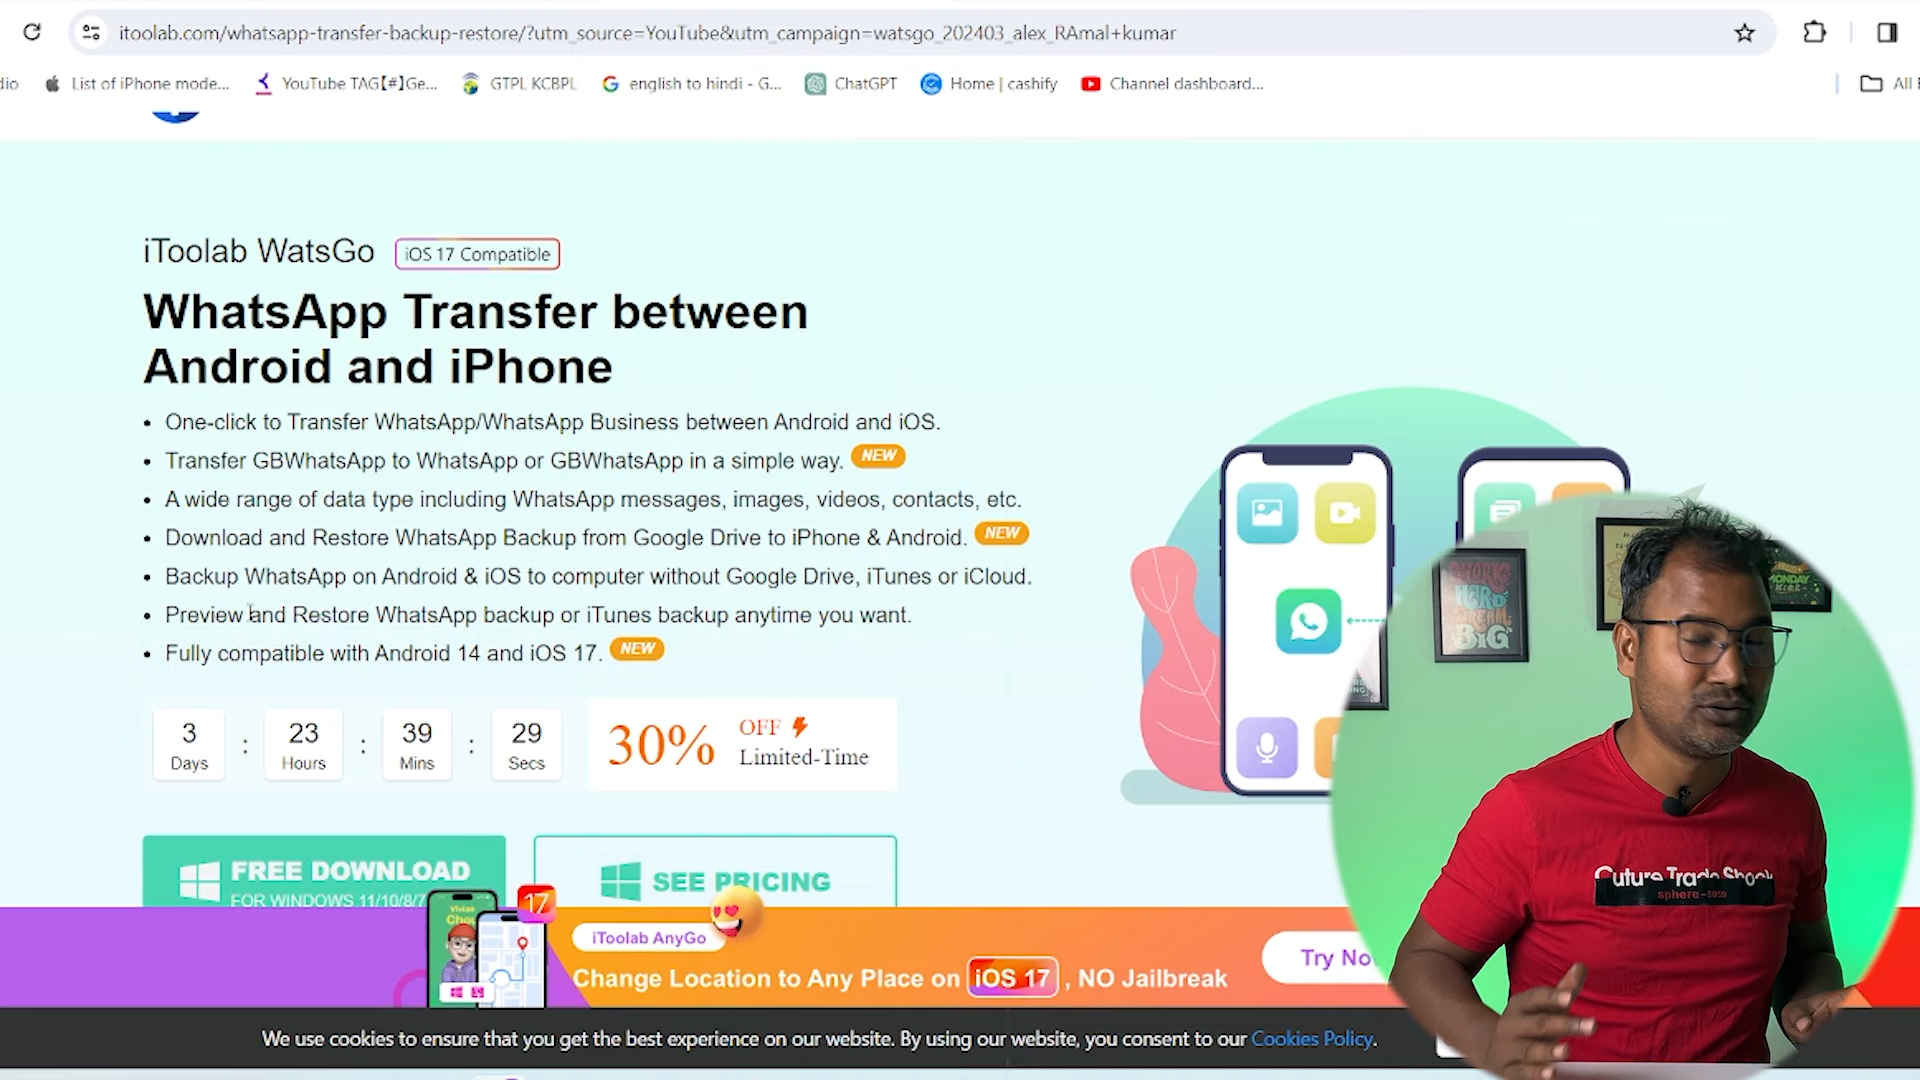 itoolab.com/whatsapp-transfer-backup-restore/?utm_source=YouTube&utm_campaign=watsgo_202403_alex_RAmal+kumar
dio List of iPhone mode... YouTube TAG【#】Ge... GTPL KCBPL english to hindi - G... ChatGPT Home | cashify Channel dashboard... All
iToolab WatsGo iOS 17 Compatible
WhatsApp Transfer between
Android and iPhone
• One-click to Transfer WhatsApp/WhatsApp Business between Android and iOS.
• Transfer GBWhatsApp to WhatsApp or GBWhatsApp in a simple way. NEW
• A wide range of data type including WhatsApp messages, images, videos, contacts, etc.
• Download and Restore WhatsApp Backup from Google Drive to iPhone & Android. NEW
• Backup WhatsApp on Android & iOS to computer without Google Drive, iTunes or iCloud.
• Preview and Restore WhatsApp backup or iTunes backup anytime you want.
• Fully compatible with Android 14 and iOS 17. NEW
3 : 23 : 39 : 29
Days Hours Mins Secs
30% OFF
Limited-Time
FREE DOWNLOAD
FOR WINDOWS 11/10/8/7
SEE PRICING
17
iToolab AnyGo
Change Location to Any Place on iOS 17 , NO Jailbreak
Try No
We use cookies to ensure that you get the best experience on our website. By using our website, you consent to our Cookies Policy.
DREAM
BIG
MONDAY